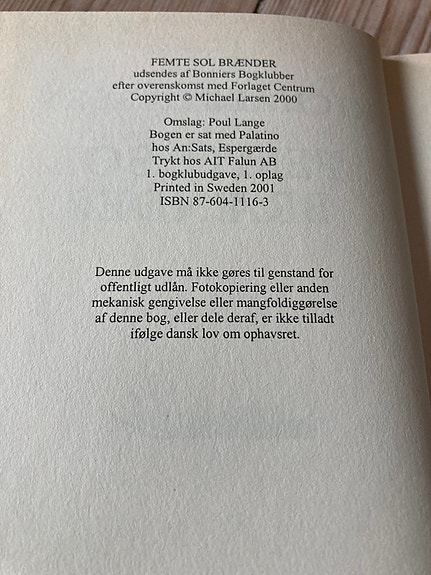 FEMTE SOL BRÆNDER
udsendes af Bonniers Bogklubber
efter overenskomst med Forlaget Centrum
Copyright © Michael Larsen 2000
Omslag: Poul Lange
Bogen er sat med Palatino
hos An:Sats, Espergærde
Trykt hos AIT Falun AB
1. bogklubudgave, 1. oplag
Printed in Sweden 2001
ISBN 87-604-1116-3
Denne udgave må ikke gøres til genstand for
offentligt udlån. Fotokopiering eller anden
mekanisk gengivelse eller mangfoldiggørelse
af denne bog, eller dele deraf, er ikke tilladt
ifølge dansk lov om ophavsret.